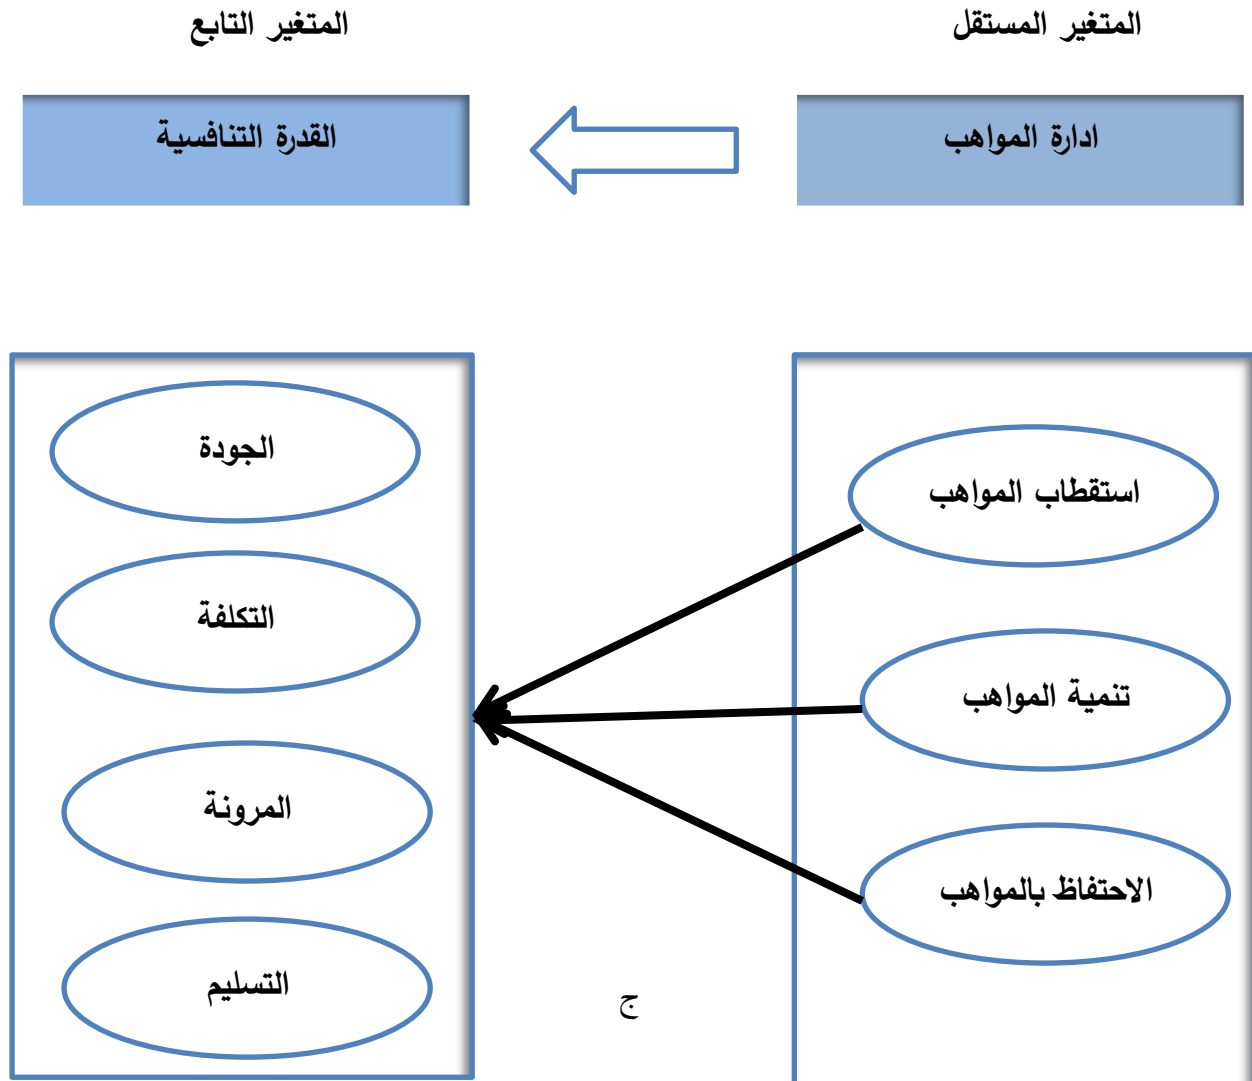 المتغير المستقل
المتغير التابع
ادارة المواهب
القدرة التنافسية
استقطاب المواهب
تنمية المواهب
الاحتفاظ بالمواهب
الجودة
التكلفة
المرونة
التسليم
ج